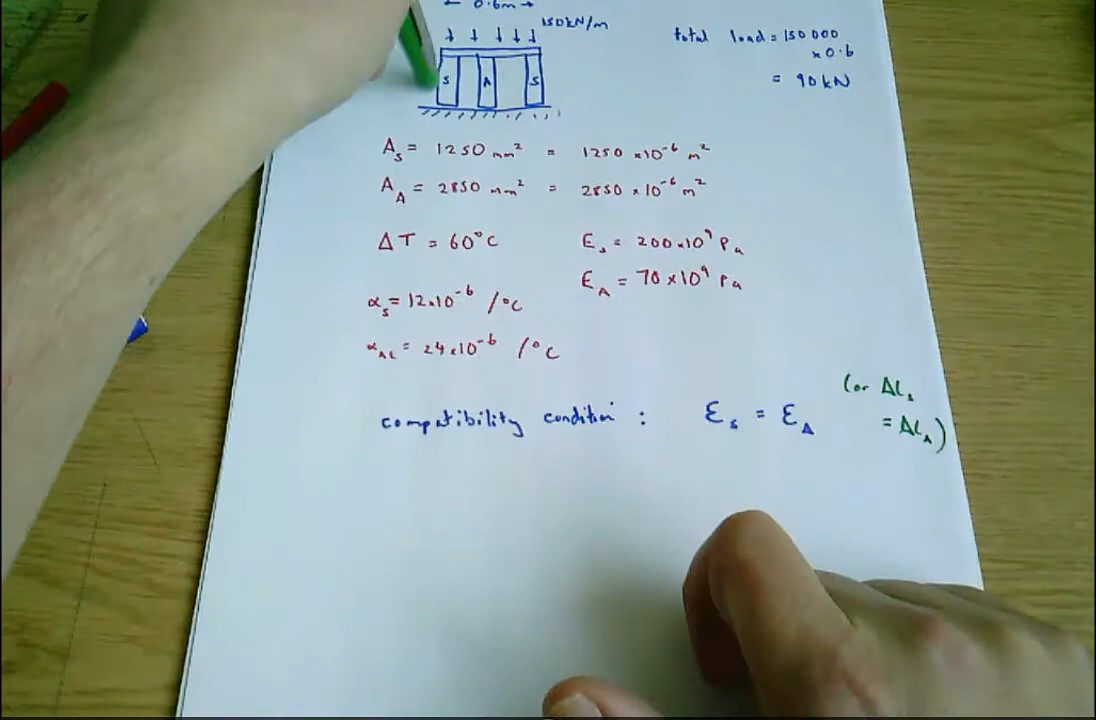 ← 0.6m →
150kN/m
total load = 150 000
× 0.6
= 90 kN
S A S
A_s = 1250 mm² = 1250 ×10⁻⁶ m²
A_A = 2850 mm² = 2850 ×10⁻⁶ m²
ΔT = 60°C E_s = 200×10⁹ Pa
E_A = 70×10⁹ Pa
α_s = 12×10⁻⁶ /°C
α_AL = 24×10⁻⁶ /°C
(or ΔL_s
compatibility condition : Ɛ_s = Ɛ_A = ΔL_A)